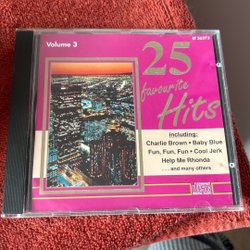 Volume 3
25
favourite
Hits
including:
Charlie Brown • Baby Blue
Fun, Fun, Fun • Cool Jerk
Help Me Rhonda
. . . and many others